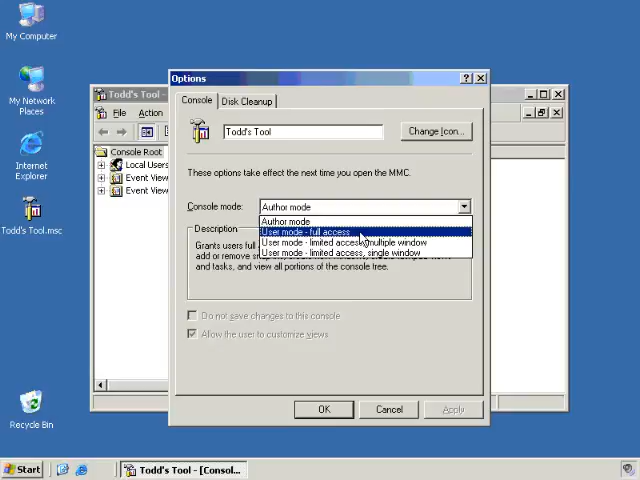 My Computer
My Network
Places
Internet
Explorer
Todd's Tool.msc
Recycle Bin
Todd's Tool -
File
Action
Console Root
Local Users
Event View
Event View
Options
Console
Disk Cleanup
Todd's Tool
Change Icon...
These options take effect the next time you open the MMC.
Console mode:
Author mode
Author mode
User mode - full access
User mode - limited access, multiple window
User mode - limited access, single window
Description
Grants users full
add or remove
and tasks, and view all portions of the console tree.
Do not save changes to this console
Allow the user to customize views
OK
Cancel
Apply
Start
Todd's Tool - [Consol...